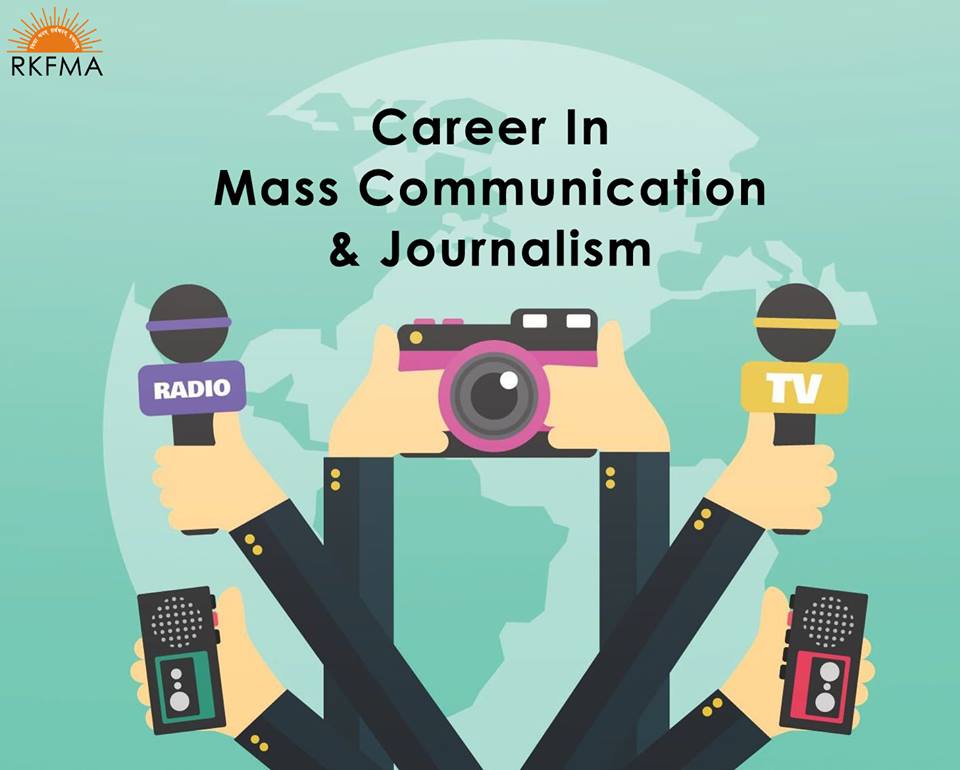 RKFMA
Career In
Mass Communication
& Journalism
RADIO
TV